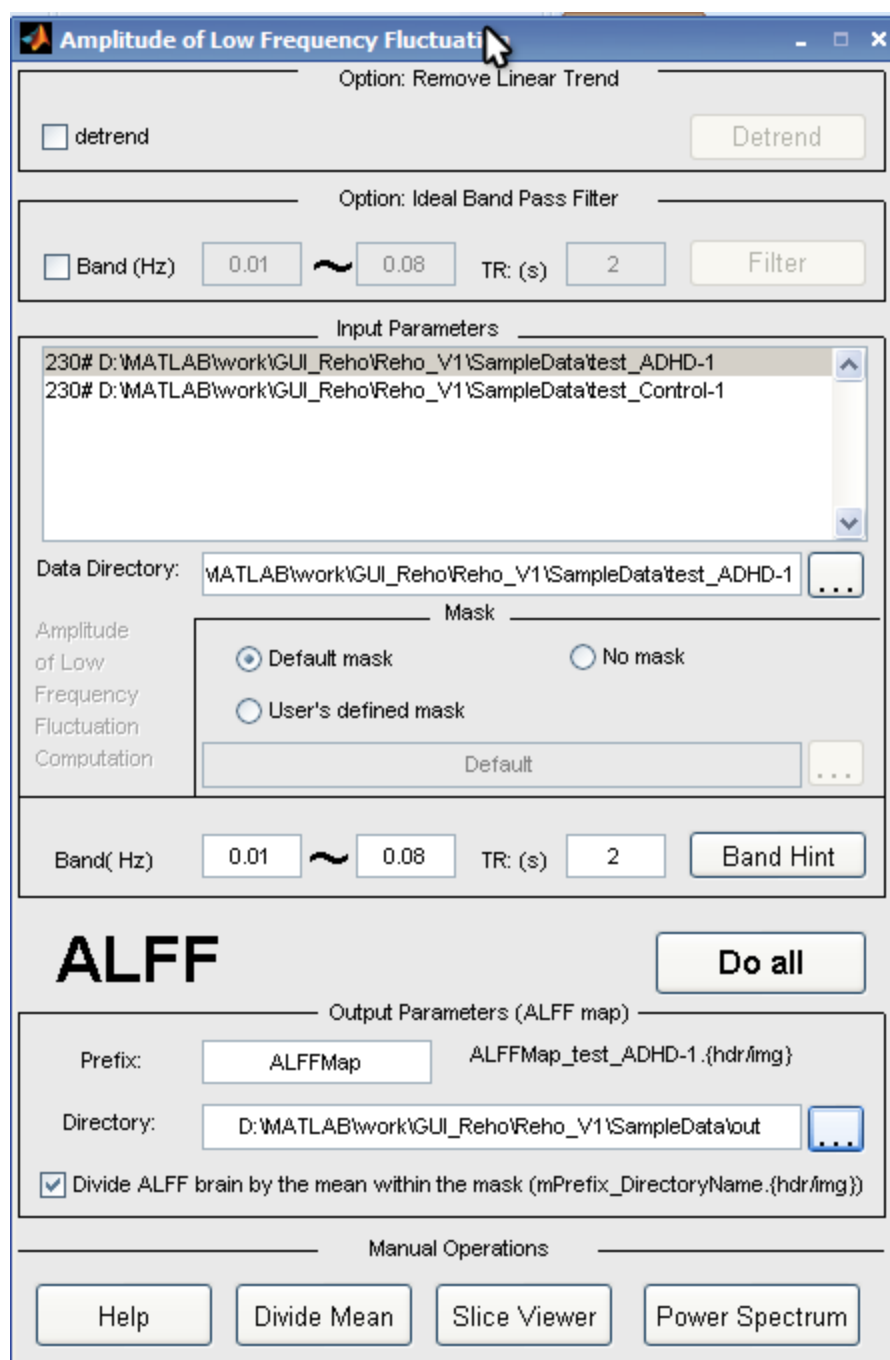 Amplitude of Low Frequency Fluctuation
Option: Remove Linear Trend
detrend Detrend
Option: Ideal Band Pass Filter
Band (Hz) 0.01 ~ 0.08 TR: (s) 2 Filter
Input Parameters
230# D:\MATLAB\work\GUI_Reho\Reho_V1\SampleData\test_ADHD-1
230# D:\MATLAB\work\GUI_Reho\Reho_V1\SampleData\test_Control-1
Data Directory: MATLAB\work\GUI_Reho\Reho_V1\SampleData\test_ADHD-1 ...
Mask
Amplitude
of Low
Frequency
Fluctuation
Computation
Default mask No mask
User's defined mask
Default ...
Band( Hz) 0.01 ~ 0.08 TR: (s) 2 Band Hint
ALFF Do all
Output Parameters (ALFF map)
Prefix: ALFFMap ALFFMap_test_ADHD-1.{hdr/img}
Directory: D:\MATLAB\work\GUI_Reho\Reho_V1\SampleData\out ...
Divide ALFF brain by the mean within the mask (mPrefix_DirectoryName.{hdr/img})
Manual Operations
Help Divide Mean Slice Viewer Power Spectrum